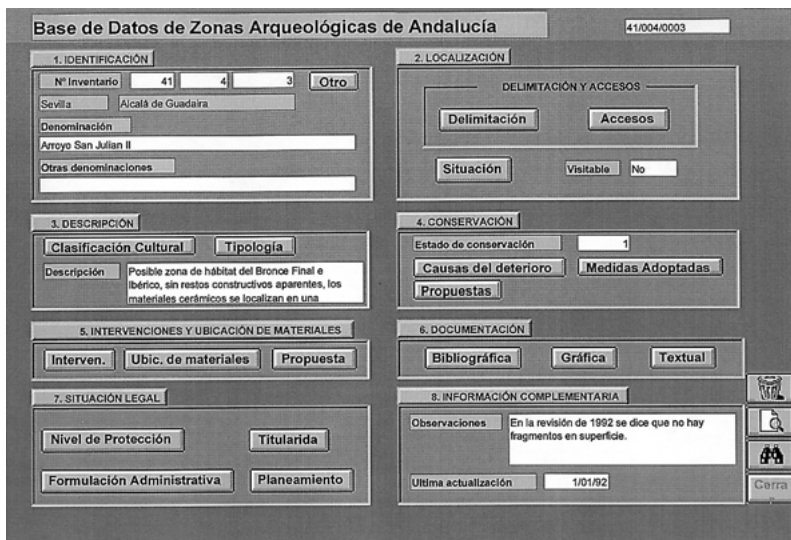 Base de Datos de Zonas Arqueológicas de Andalucía
41/004/0003
1. IDENTIFICACIÓN
Nº Inventario 41 4 3 Otro
Sevilla Alcalá de Guadaira
Denominación
Arroyo San Julian II
Otras denominaciones
2. LOCALIZACIÓN
DELIMITACIÓN Y ACCESOS
Delimitación Accesos
Situación Visitable No
3. DESCRIPCIÓN
Clasificación Cultural Tipología
Descripción Posible zona de hábitat del Bronce Final e
Ibérico, sin restos constructivos aparentes, los
materiales cerámicos se localizan en una
4. CONSERVACIÓN
Estado de conservación 1
Causas del deterioro Medidas Adoptadas
Propuestas
5. INTERVENCIONES Y UBICACIÓN DE MATERIALES
Interven. Ubic. de materiales Propuesta
6. DOCUMENTACIÓN
Bibliográfica Gráfica Textual
7. SITUACIÓN LEGAL
Nivel de Protección Titularida
Formulación Administrativa Planeamiento
8. INFORMACIÓN COMPLEMENTARIA
Observaciones En la revisión de 1992 se dice que no hay
fragmentos en superficie.
Ultima actualización 1/01/92
Cerra